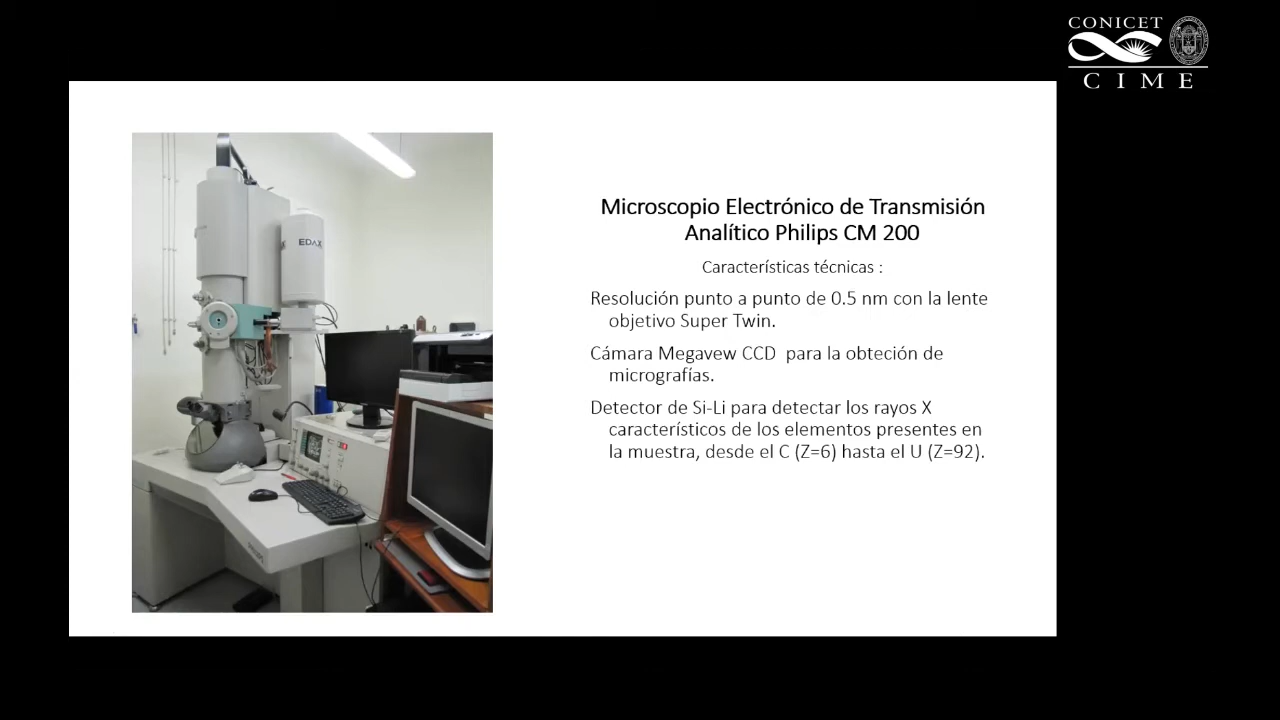 CONICET
CIME
EDAX
Microscopio Electrónico de Transmisión
Analítico Philips CM 200
Características técnicas :
Resolución punto a punto de 0.5 nm con la lente
objetivo Super Twin.
Cámara Megavew CCD  para la obteción de
micrografías.
Detector de Si-Li para detectar los rayos X
característicos de los elementos presentes en
la muestra, desde el C (Z=6) hasta el U (Z=92).